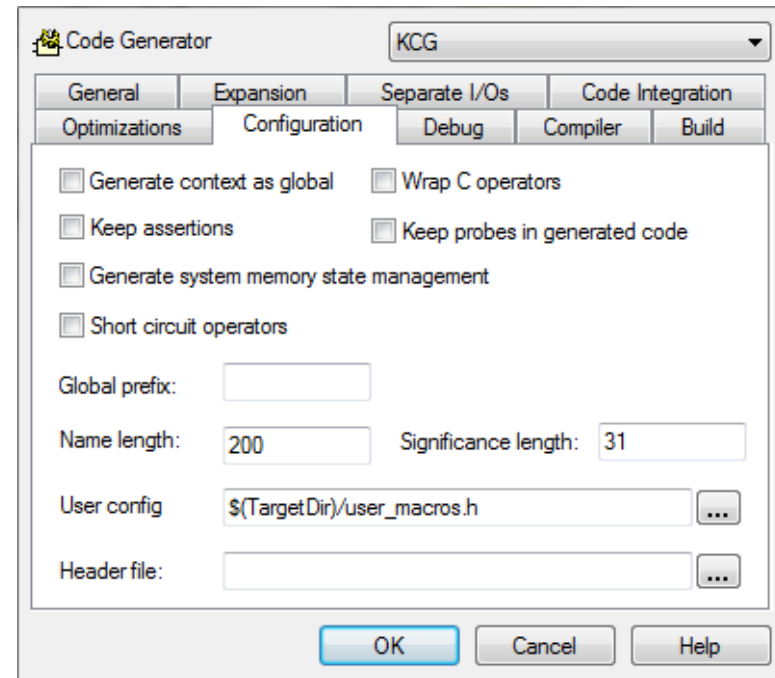 Code Generator KCG
General Expansion Separate I/Os Code Integration
Optimizations Configuration Debug Compiler Build
Generate context as global Wrap C operators
Keep assertions Keep probes in generated code
Generate system memory state management
Short circuit operators
Global prefix:
Name length: 200 Significance length: 31
User config $(TargetDir)/user_macros.h ...
Header file: ...
OK Cancel Help